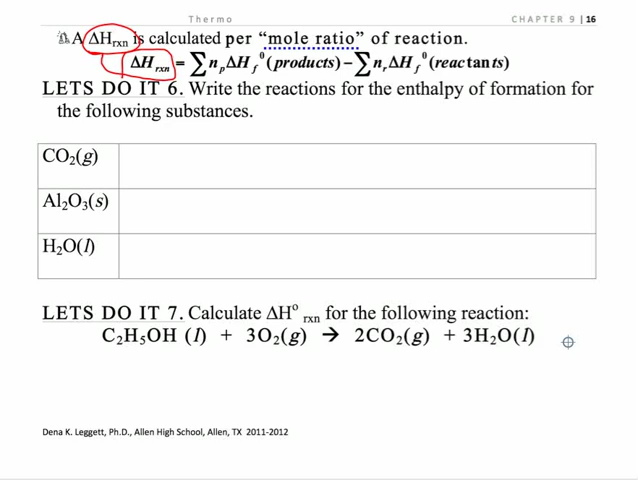 Thermo CHAPTER 9 | 16
A ΔHrxn is calculated per “mole ratio” of reaction.
ΔHrxn = ∑npΔHf⁰(products) − ∑nrΔHf⁰(reactants)
LETS DO IT 6. Write the reactions for the enthalpy of formation for
the following substances.
CO₂(g)
Al₂O₃(s)
H₂O(l)
LETS DO IT 7. Calculate ΔH° rxn for the following reaction:
C₂H₅OH (l) + 3O₂(g) → 2CO₂(g) + 3H₂O(l)
Dena K. Leggett, Ph.D., Allen High School, Allen, TX 2011-2012